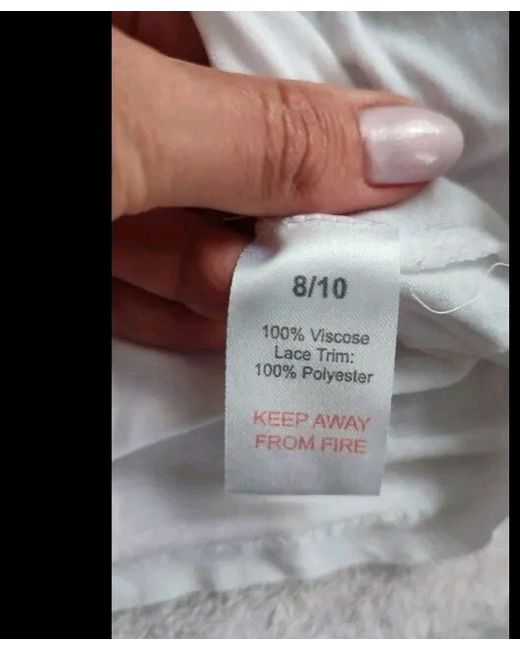 8/10
100% Viscose
Lace Trim:
100% Polyester
KEEP AWAY
FROM FIRE